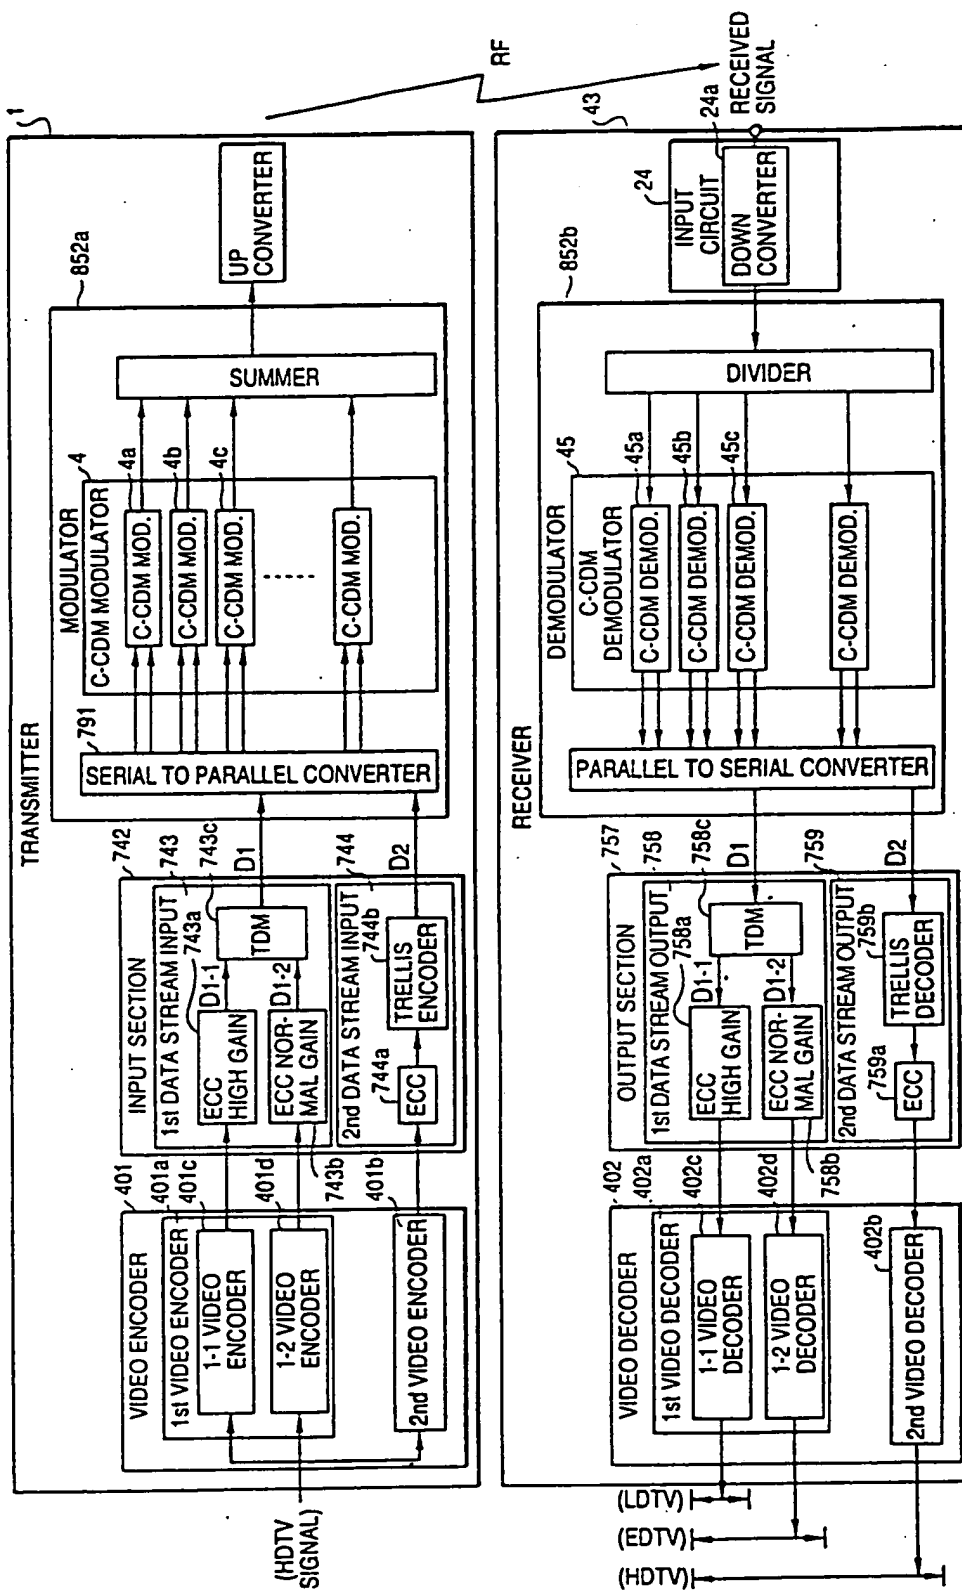 TRANSMITTER
1
(HDTV
SIGNAL)
VIDEO ENCODER
401
1st VIDEO ENCODER
401a
1-1 VIDEO
ENCODER
401c
1-2 VIDEO
ENCODER
401d
2nd VIDEO ENCODER
401b
INPUT SECTION
742
1st DATA STREAM INPUT
743
ECC
HIGH GAIN
743a
D1-1
ECC NOR-
MAL GAIN
743b
D1-2
TDM
743c
D1
2nd DATA STREAM INPUT
744
ECC
744a
TRELLIS
ENCODER
744b
D2
MODULATOR
852a
SERIAL TO PARALLEL CONVERTER
791
C-CDM MODULATOR
4
C-CDM MOD.
4a
C-CDM MOD.
4b
C-CDM MOD.
4c
C-CDM MOD.
SUMMER
UP
CONVERTER
RF
RECEIVED
SIGNAL
RECEIVER
43
(LDTV)
(EDTV)
(HDTV)
VIDEO DECODER
402
1st VIDEO DECODER
402a
1-1 VIDEO
DECODER
402c
1-2 VIDEO
DECODER
402d
2nd VIDEO DECODER
402b
OUTPUT SECTION
757
1st DATA STREAM OUTPUT
758
ECC
HIGH GAIN
758a
D1-1
ECC NOR-
MAL GAIN
758b
D1-2
TDM
758c
D1
2nd DATA STREAM OUTPUT
759
ECC
759a
TRELLIS
DECODER
759b
D2
DEMODULATOR
852b
PARALLEL TO SERIAL CONVERTER
C-CDM
DEMODULATOR
45
C-CDM DEMOD.
45a
C-CDM DEMOD.
45b
C-CDM DEMOD.
45c
C-CDM DEMOD.
DIVIDER
INPUT
CIRCUIT
24
DOWN
CONVERTER
24a